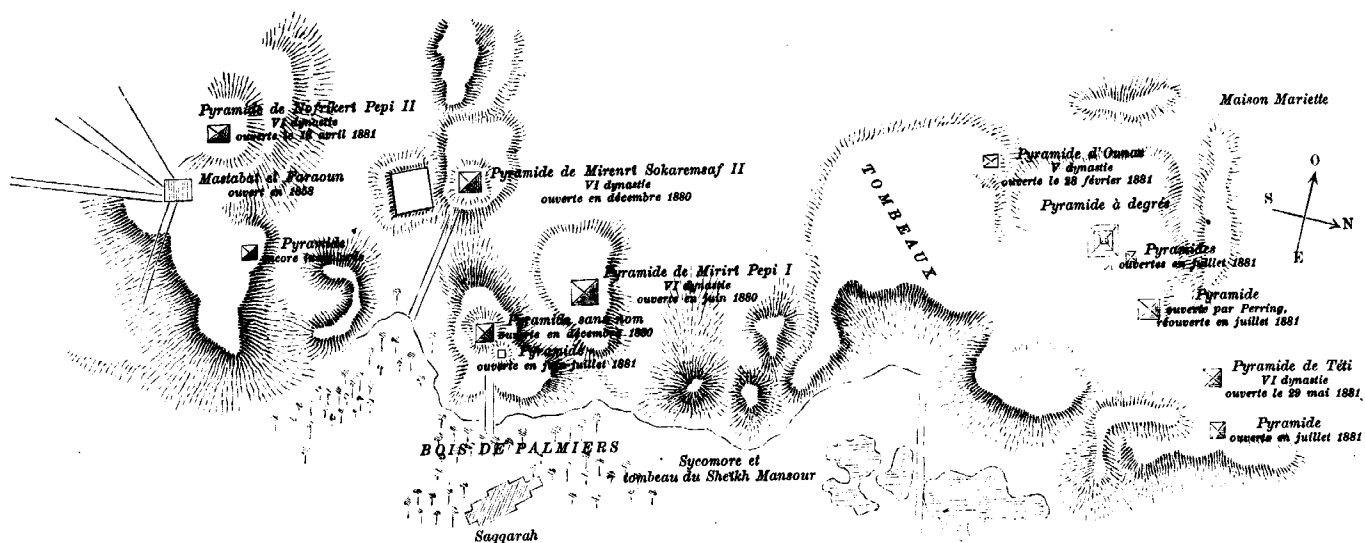 Pyramide de Nofrikert Pepi II
VI dynastie
ouverte le 18 avril 1881
Mastabat el Faraoun
ouvert en 1858
Pyramide
encore
Pyramide de Mirenri Sokaremsaf II
VI dynastie
ouverte en décembre 1880
Pyramide de Miriri Pepi I
VI dynastie
ouverte en juin 1880
Pyramide sans nom
ouverte en décembre 1880
Pyramide
ouverte en juin-juillet 1881
BOIS DE PALMIERS
Saqqarah
Sycomore et
tombeau du Sheikh Mansour
TOMBEAUX
Maison Mariette
Pyramide d'Ounas
V dynastie
ouverte le 28 février 1881
Pyramide à degrés
Pyramides
ouvertes en juillet 1881
Pyramide
ouverte par Perring,
réouverte en juillet 1881
Pyramide de Téti
VI dynastie
ouverte le 29 mai 1881
Pyramide
ouverte en juillet 1881
O
S
N
E